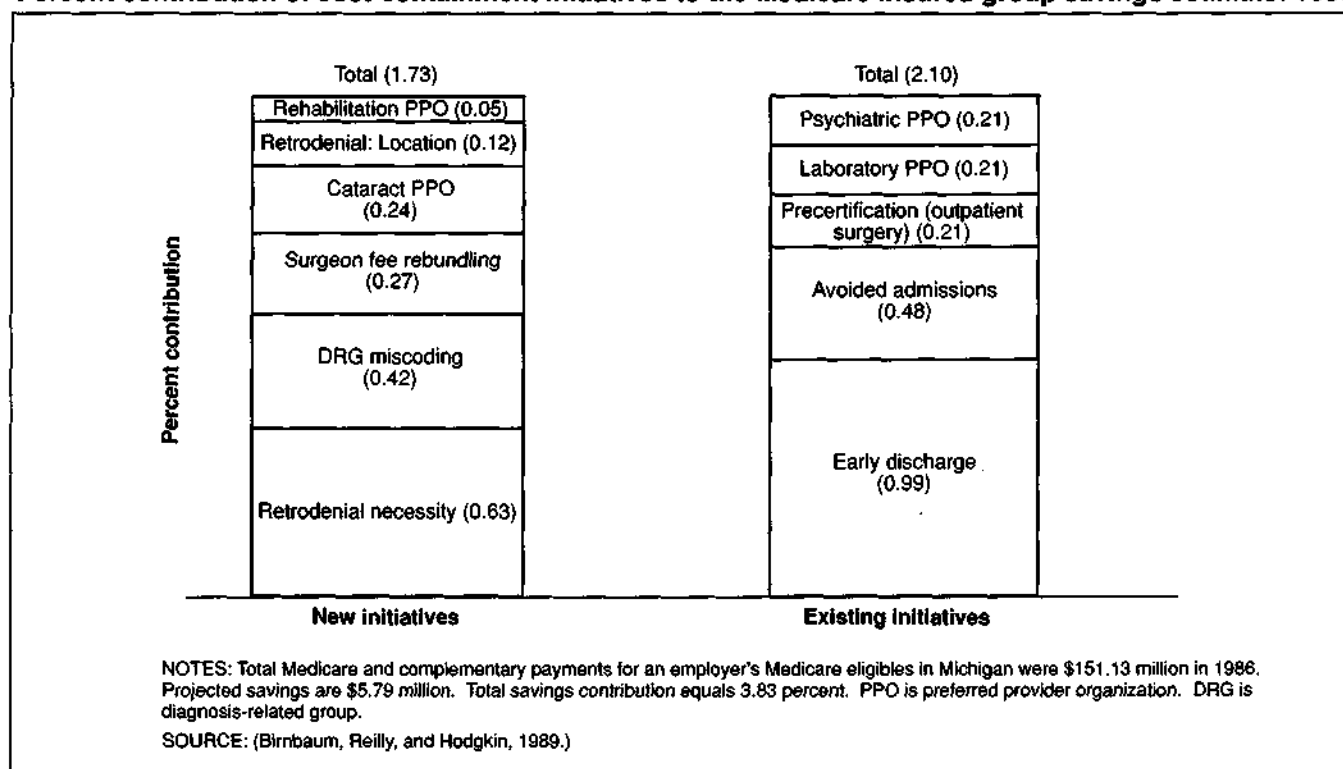 Total (1.73)
Rehabilitation PPO (0.05)
Retrodenial: Location (0.12)
Cataract PPO
(0.24)
Surgeon fee rebundling
(0.27)
DRG miscoding
(0.42)
Retrodenial necessity (0.63)
Total (2.10)
Psychiatric PPO (0.21)
Laboratory PPO (0.21)
Precertification (outpatient
surgery) (0.21)
Avoided admissions
(0.48)
Early discharge
(0.99)
Percent contribution
New initiatives
Existing initiatives
NOTES: Total Medicare and complementary payments for an employer's Medicare eligibles in Michigan were $151.13 million in 1986.
Projected savings are $5.79 million. Total savings contribution equals 3.83 percent. PPO is preferred provider organization. DRG is
diagnosis-related group.
SOURCE: (Birnbaum, Reilly, and Hodgkin, 1989.)